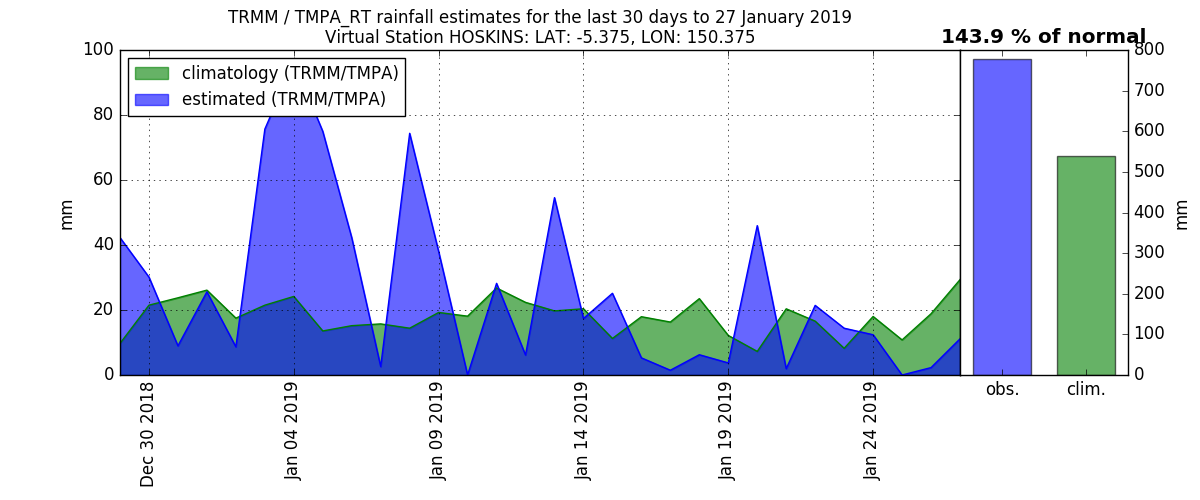 TRMM / TMPA_RT rainfall estimates for the last 30 days to 27 January 2019
Virtual Station HOSKINS: LAT: -5.375, LON: 150.375
143.9 % of normal
climatology (TRMM/TMPA)
estimated (TRMM/TMPA)
100
80
60
40
20
0
mm
Dec 30 2018
Jan 04 2019
Jan 09 2019
Jan 14 2019
Jan 19 2019
Jan 24 2019
800
700
600
500
400
300
200
100
0
mm
obs.
clim.